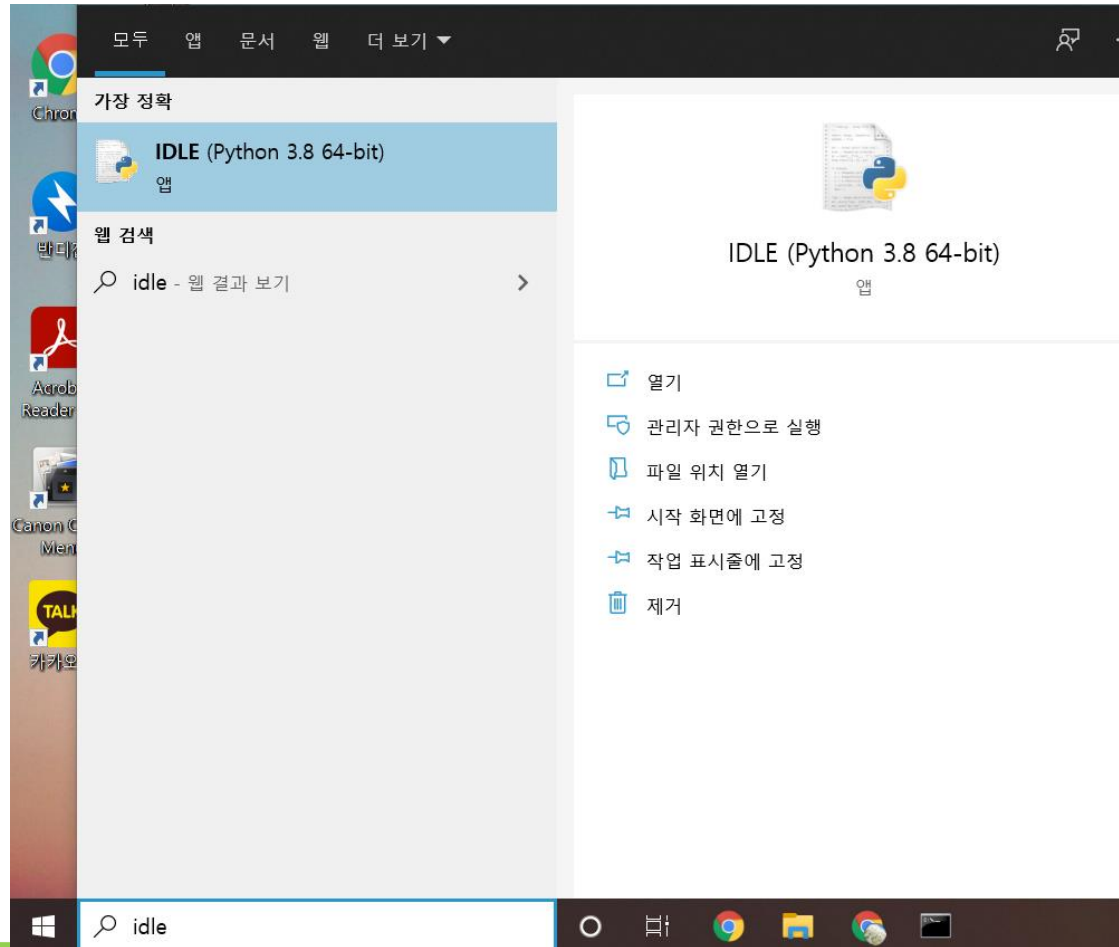 모두 앱 문서 웹 더 보기
Chron
반디
Acrob
Reader
Canon
Men
TALK
카카오
가장 정확
IDLE (Python 3.8 64-bit)
앱
웹 검색
idle - 웹 결과 보기
IDLE (Python 3.8 64-bit)
앱
열기
관리자 권한으로 실행
파일 위치 열기
시작 화면에 고정
작업 표시줄에 고정
제거
idle